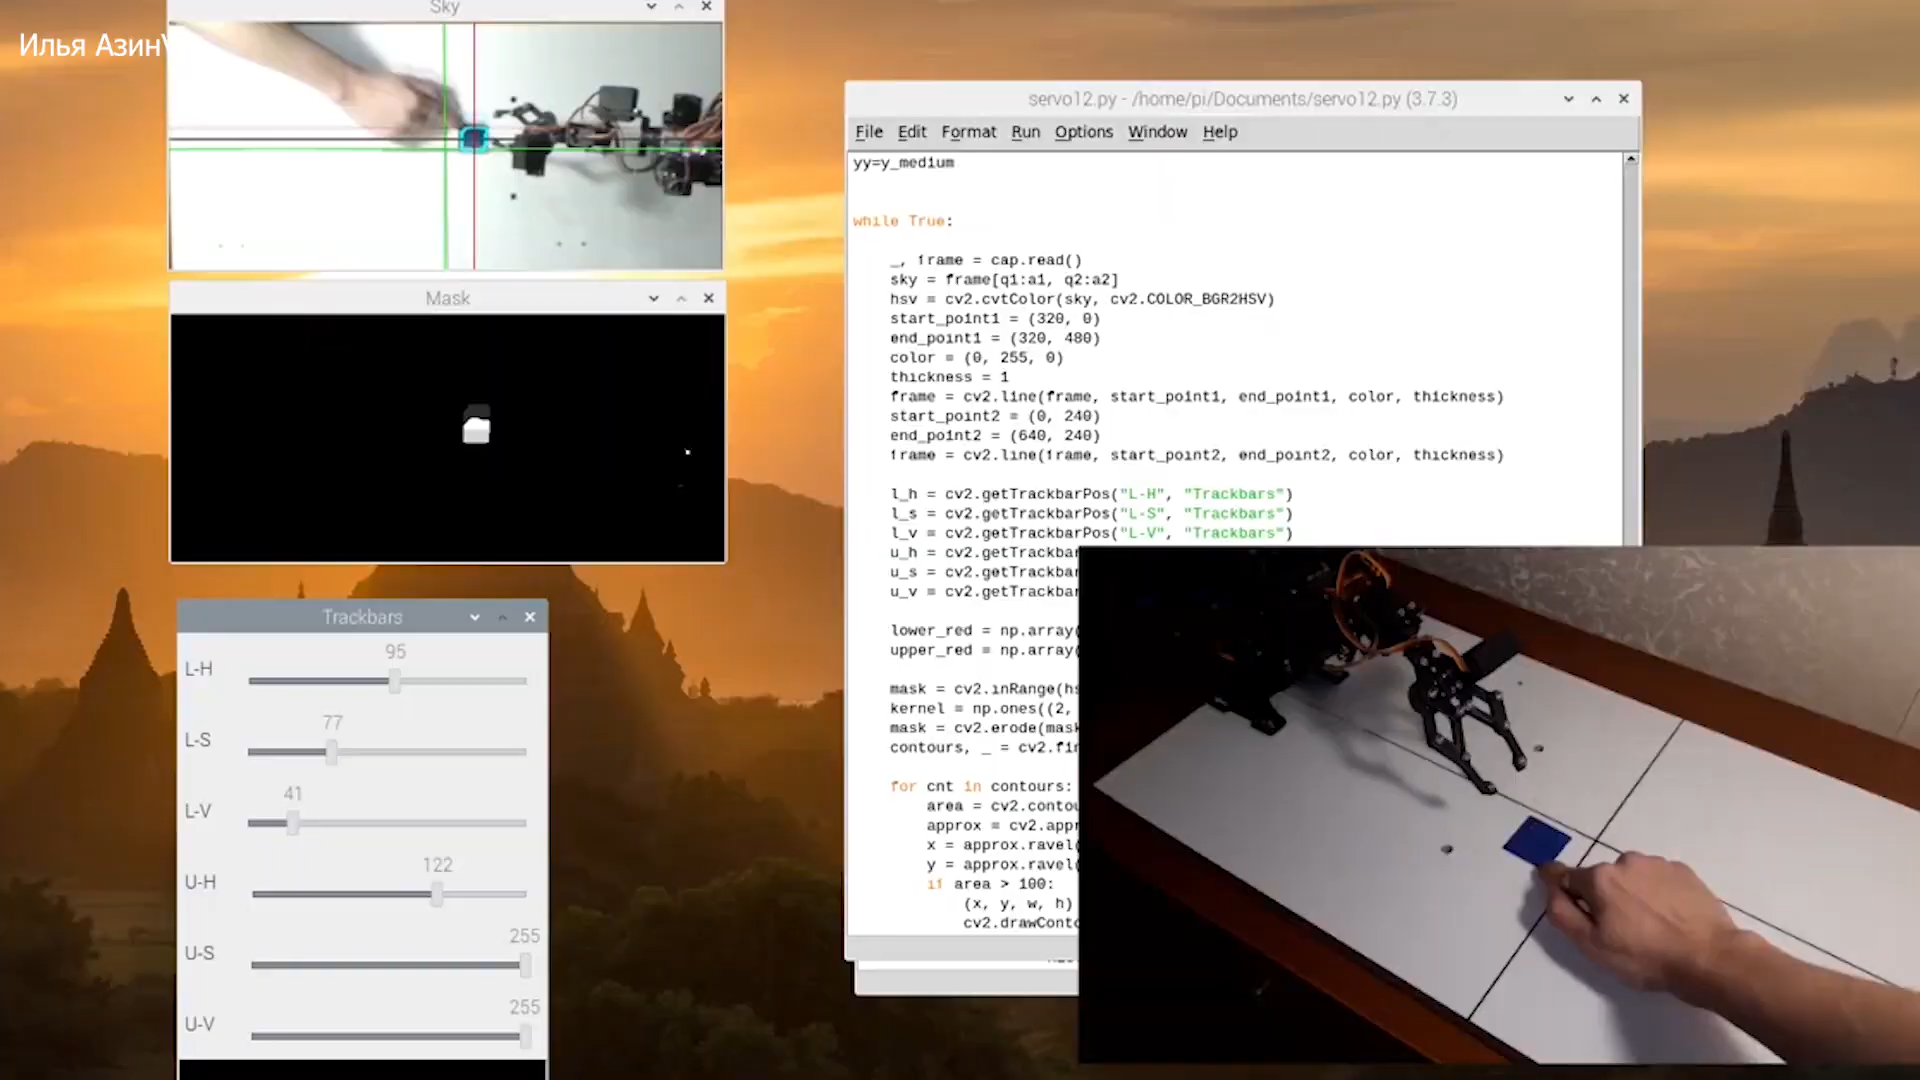 Sky
Илья Азин
servo12.py - /home/pi/Documents/servo12.py (3.7.3)
File Edit Format Run Options Window Help
yy=y_medium
while True:
_, frame = cap.read()
sky = frame[q1:a1, q2:a2]
hsv = cv2.cvtColor(sky, cv2.COLOR_BGR2HSV)
start_point1 = (320, 0)
end_point1 = (320, 480)
color = (0, 255, 0)
thickness = 1
frame = cv2.line(frame, start_point1, end_point1, color, thickness)
start_point2 = (0, 240)
end_point2 = (640, 240)
frame = cv2.line(frame, start_point2, end_point2, color, thickness)
l_h = cv2.getTrackbarPos("L-H", "Trackbars")
l_s = cv2.getTrackbarPos("L-S", "Trackbars")
l_v = cv2.getTrackbarPos("L-V", "Trackbars")
u_h = cv2.getTrackba
u_s = cv2.getTrackba
u_v = cv2.getTrackba
lower_red = np.array(
upper_red = np.array(
mask = cv2.inRange(hs
kernel = np.ones((2,
mask = cv2.erode(mask
contours, _ = cv2.fin
for cnt in contours:
area = cv2.contou
approx = cv2.appr
x = approx.ravel(
y = approx.ravel(
if area > 100:
(x, y, w, h)
cv2.drawConto
Mask
Trackbars
L-H 95
L-S 77
L-V 41
U-H 122
U-S 255
U-V 255